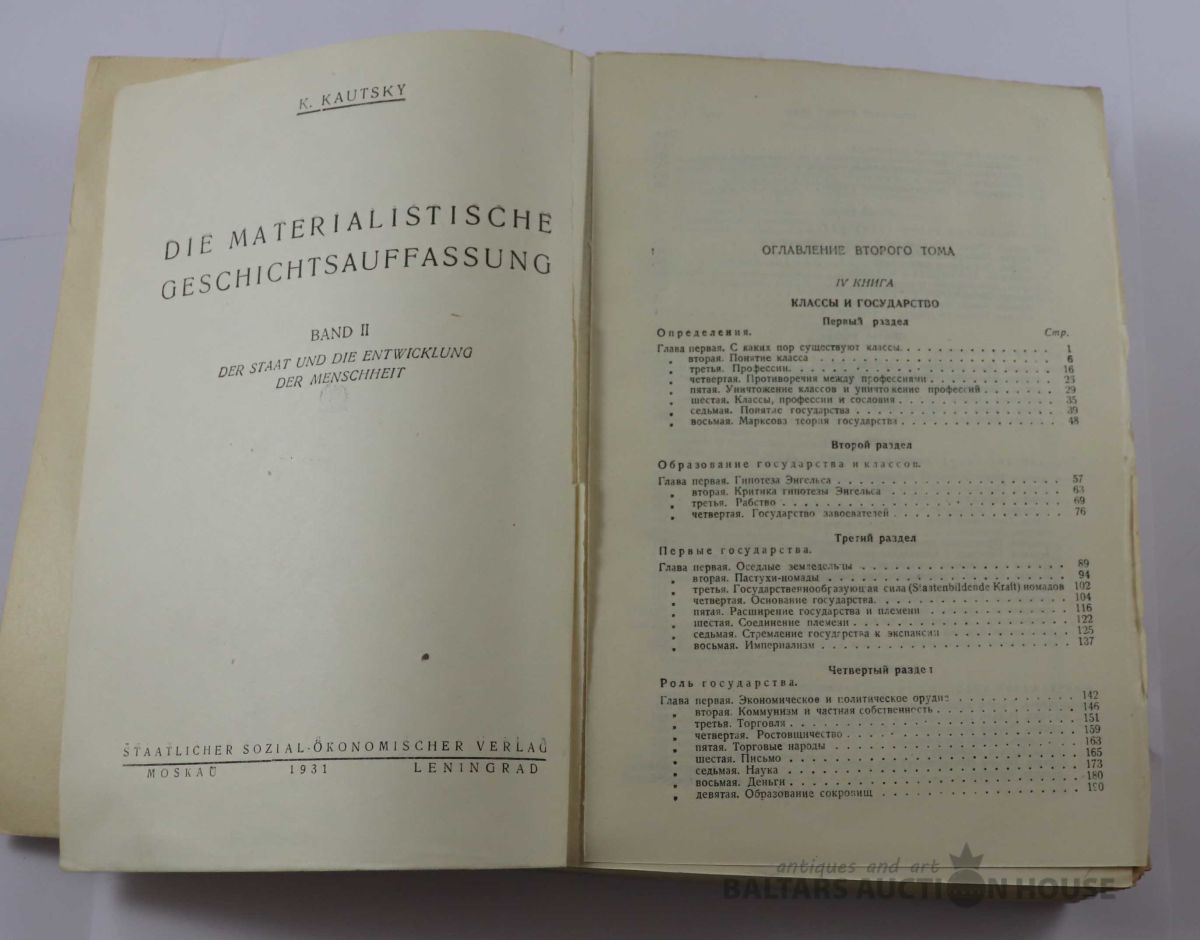 K. KAUTSKY
DIE MATERIALISTISCHE
GESCHICHTSAUFFASSUNG
BAND II
DER STAAT UND DIE ENTWICKLUNG
DER MENSCHHEIT
STAATLICHER SOZIAL-ÖKONOMISCHER VERLAG
MOSKAU 1931 LENINGRAD
ОГЛАВЛЕНИЕ ВТОРОГО ТОМА
IV КНИГА
КЛАССЫ И ГОСУДАРСТВО
Первый раздел
Определения. Стр.
Глава первая. С каких пор существуют классы. 1
„ вторая. Понятие класса 6
„ третья. Профессии. 16
„ четвертая. Противоречия между профессиями 23
„ пятая. Уничтожение классов и уничтожение профессий 29
„ шестая. Классы, профессии и сословия 35
„ седьмая. Понятие государства 39
„ восьмая. Марксова теория государства 48
Второй раздел
Образование государства и классов.
Глава первая. Гипотеза Энгельса 57
„ вторая. Критика гипотезы Энгельса 63
„ третья. Рабство 69
„ четвертая. Государство завоевателей 76
Третий раздел
Первые государства.
Глава первая. Оседлые земледельцы 89
„ вторая. Пастухи-номады 94
„ третья. Государственнообразующая сила (Staatenbildende Kraft) номадов 102
„ четвертая. Основание государства. 104
„ пятая. Расширение государства и племени 116
„ шестая. Соединение племени 122
„ седьмая. Стремление государства к экспансии 125
„ восьмая. Империализм 137
Четвертый раздел
Роль государства.
Глава первая. Экономическое и политическое орудие 142
„ вторая. Коммунизм и частная собственность 146
„ третья. Торговля 151
„ четвертая. Ростовщичество 159
„ пятая. Торговые народы 163
„ шестая. Письмо 165
„ седьмая. Наука 173
„ восьмая. Деньги 180
„ девятая. Образование сокровищ 190
antiques and art
BALTARS AUCTION HOUSE